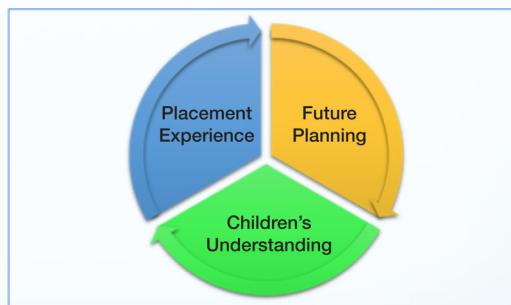 Placement
Experience
Future
Planning
Children's
Understanding